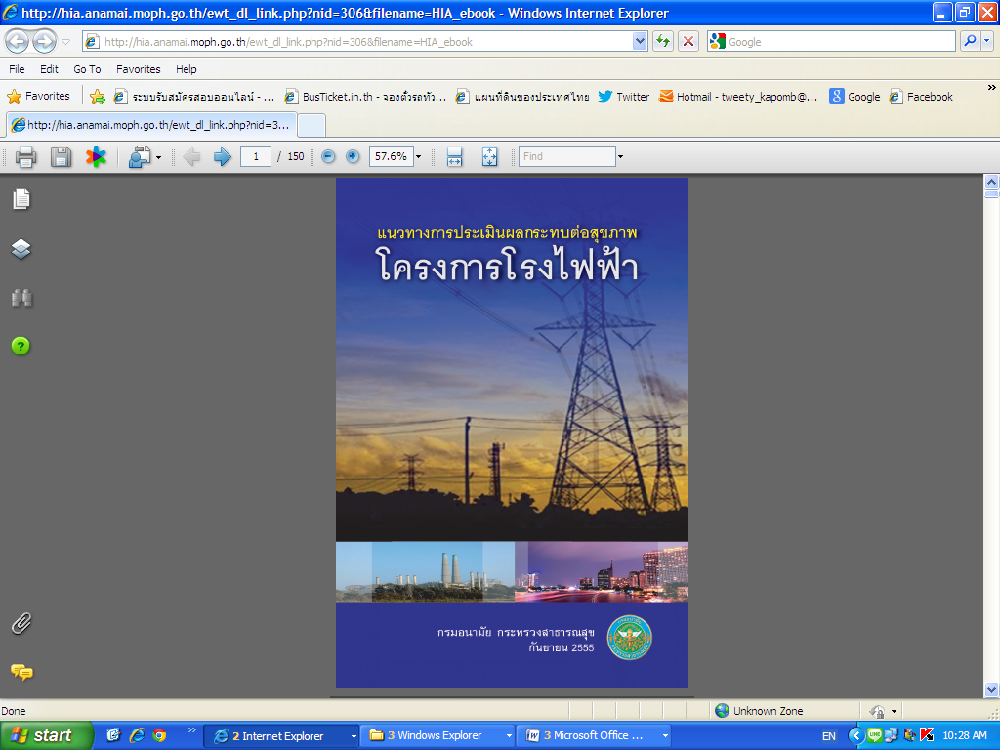 http://hia.anamai.moph.go.th/ewt_dl_link.php?nid=306&filename=HIA_ebook - Windows Internet Explorer
http://hia.anamai.moph.go.th/ewt_dl_link.php?nid=306&filename=HIA_ebook
Google
File Edit Go To Favorites Help
Favorites ระบบรับสมัครสอบออนไลน์ - ... BusTicket.in.th - จองตั๋วรถทัว... แผนที่ดินของประเทศไทย Twitter Hotmail - tweety_kapomb@... Google Facebook
http://hia.anamai.moph.go.th/ewt_dl_link.php?nid=3...
1 / 150 57.6% Find
แนวทางการประเมินผลกระทบต่อสุขภาพ
โครงการโรงไฟฟ้า
กรมอนามัย กระทรวงสาธารณสุข
กันยายน 2555
Done Unknown Zone
start 2 Internet Explorer 3 Windows Explorer 3 Microsoft Office ... EN LINE 10:28 AM